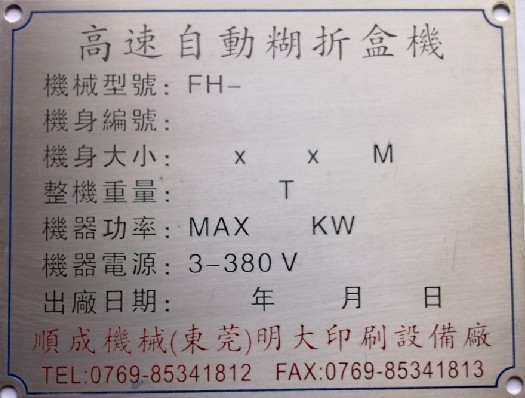 高速自動糊折盒機
機械型號: FH-
機身編號:
機身大小: x x M
整機重量: T
機器功率: MAX KW
機器電源: 3-380V
出廠日期: 年 月 日
順成機械(東莞)明大印刷設備廠
TEL:0769-85341812 FAX:0769-85341813